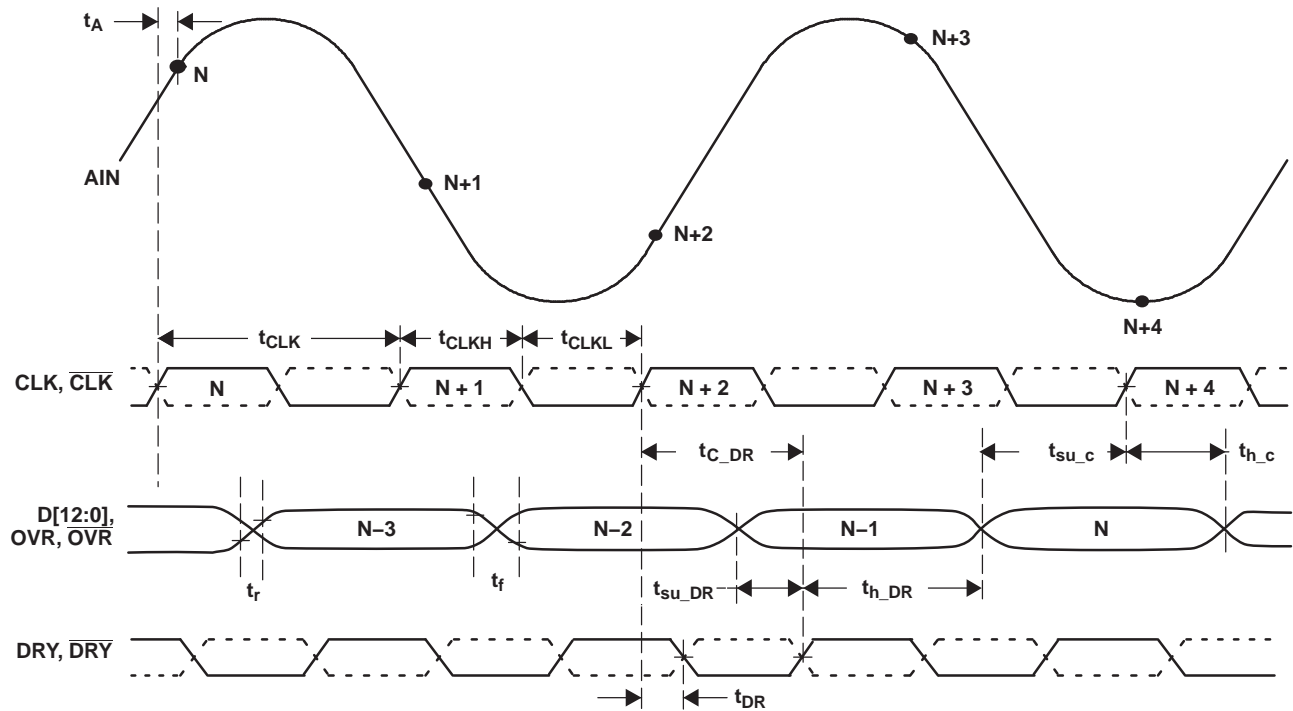 tA
N
N+3
AIN
N+1
N+2
N+4
tCLK tCLKH tCLKL
CLK, CLK N N + 1 N + 2 N + 3 N + 4
tC_DR tsu_c th_c
D[12:0],
OVR, OVR N–3 N–2 N–1 N
tr tf tsu_DR th_DR
DRY, DRY
tDR